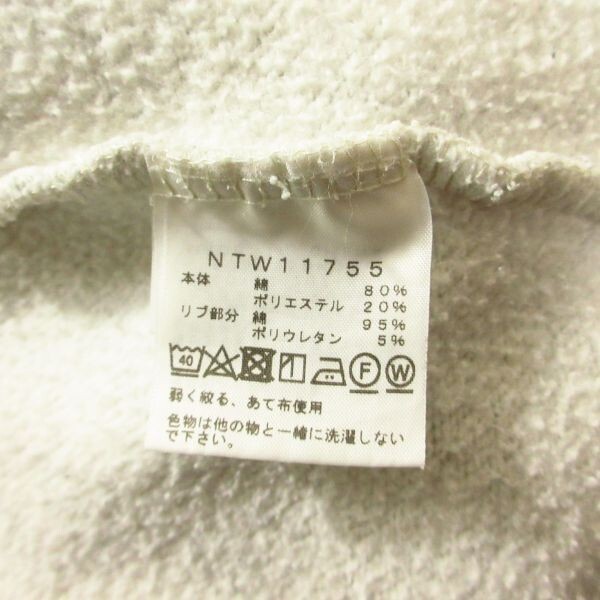 NTW11755
本体 綿 80%
ポリエステル 20%
リブ部分 綿 95%
ポリウレタン 5%
40 F W
弱く絞る、あて布使用
色物は他の物と一緒に洗濯しない
で下さい。